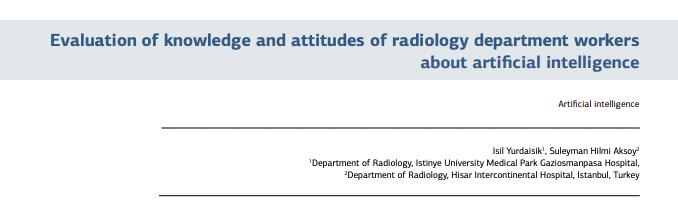 Evaluation of knowledge and attitudes of radiology department workers
about artificial intelligence
Artificial intelligence
Isil Yurdaisik¹, Suleyman Hilmi Aksoy²
¹Department of Radiology, Istinye University Medical Park Gaziosmanpasa Hospital,
²Department of Radiology, Hisar Intercontinental Hospital, Istanbul, Turkey